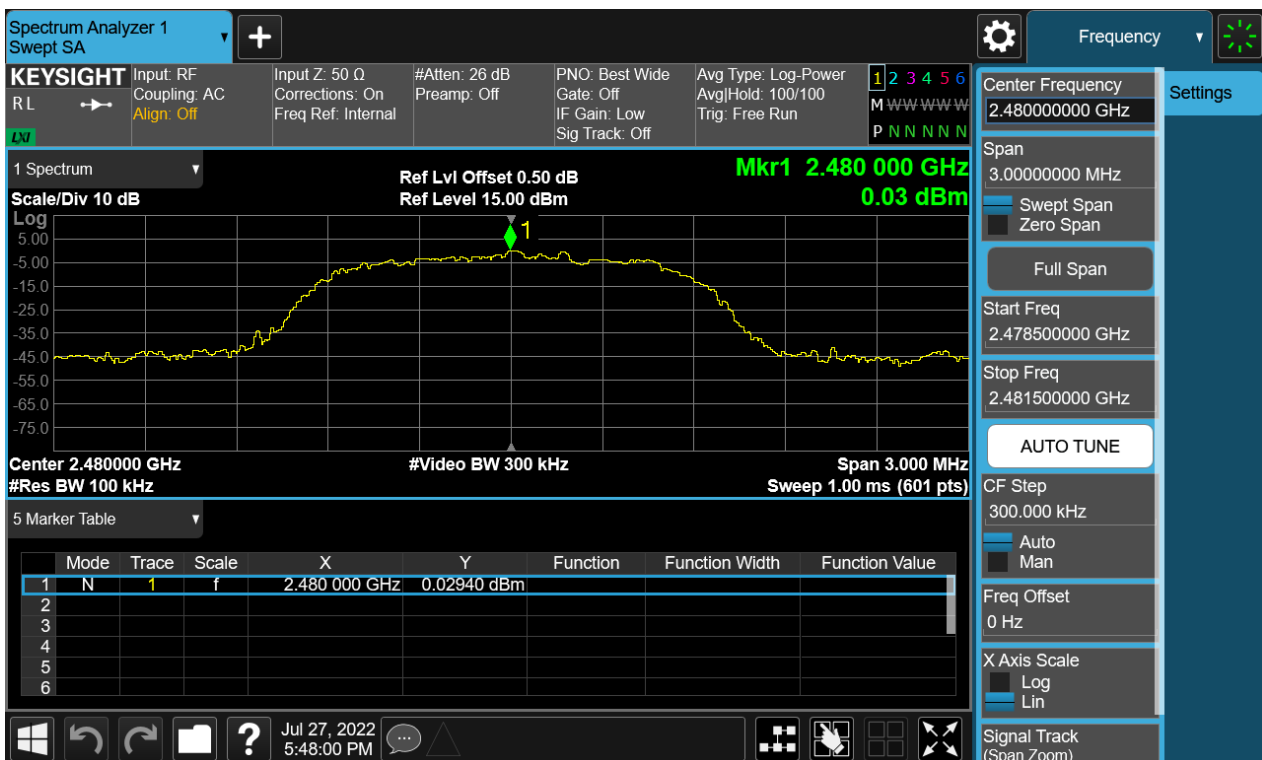 Spectrum Analyzer 1
Swept SA
+
Frequency
KEYSIGHT
R L
LXI
Input: RF
Coupling: AC
Align: Off
Input Z: 50 Ω
Corrections: On
Freq Ref: Internal
#Atten: 26 dB
Preamp: Off
PNO: Best Wide
Gate: Off
IF Gain: Low
Sig Track: Off
Avg Type: Log-Power
Avg|Hold: 100/100
Trig: Free Run
1 2 3 4 5 6
M W W W W W
P N N N N N
1 Spectrum
Scale/Div 10 dB
Ref Lvl Offset 0.50 dB
Ref Level 15.00 dBm
Mkr1 2.480 000 GHz
0.03 dBm
Log
5.00
-5.00
-15.0
-25.0
-35.0
-45.0
-55.0
-65.0
-75.0
1
Center 2.480000 GHz
#Res BW 100 kHz
#Video BW 300 kHz
Span 3.000 MHz
Sweep 1.00 ms (601 pts)
5 Marker Table
Mode Trace Scale X Y Function Function Width Function Value
1 N 1 f 2.480 000 GHz 0.02940 dBm
2
3
4
5
6
?
Jul 27, 2022
5:48:00 PM
Center Frequency
2.480000000 GHz
Settings
Span
3.00000000 MHz
Swept Span
Zero Span
Full Span
Start Freq
2.478500000 GHz
Stop Freq
2.481500000 GHz
AUTO TUNE
CF Step
300.000 kHz
Auto
Man
Freq Offset
0 Hz
X Axis Scale
Log
Lin
Signal Track
(Span Zoom)